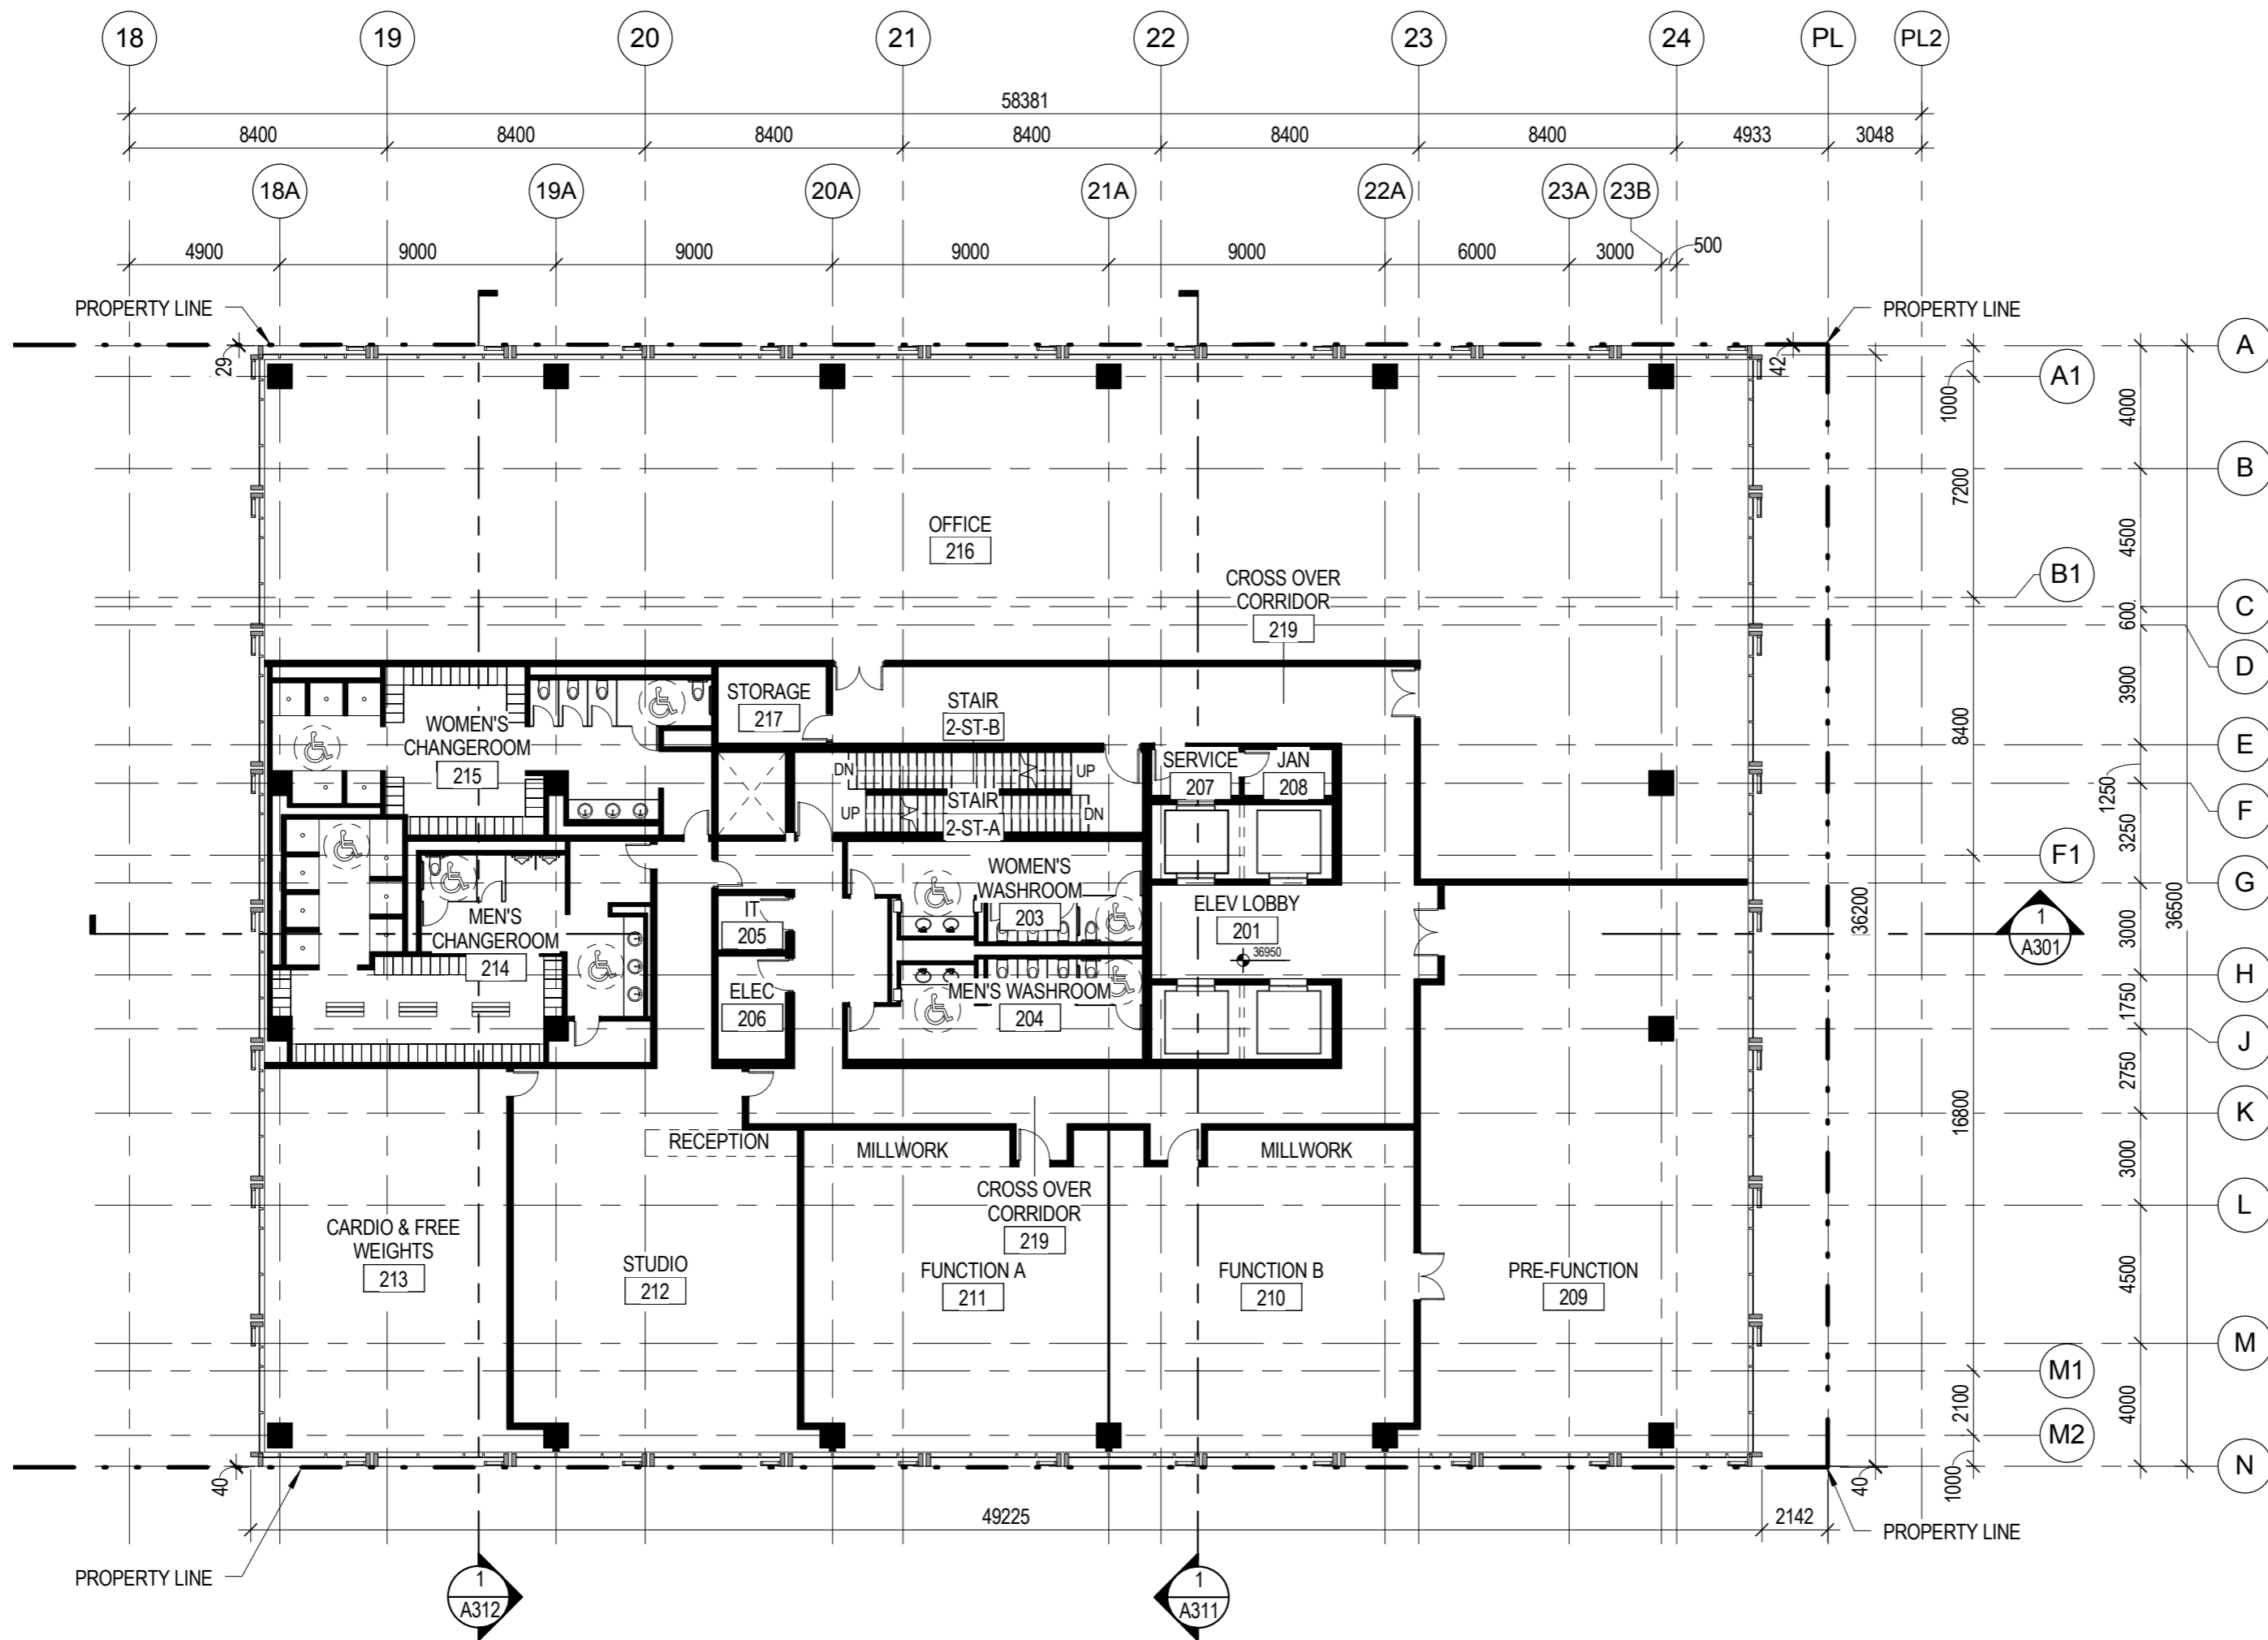 18 19 20 21 22 23 24 PL PL2
58381
8400 8400 8400 8400 8400 8400 4933 3048
18A 19A 20A 21A 22A 23A 23B
4900 9000 9000 9000 9000 6000 3000 500
PROPERTY LINE
PROPERTY LINE
29
42
A
A1
1000
4000
B
7200
4500
OFFICE
216
CROSS OVER
CORRIDOR
219
B1
C
600
D
3900
8400
STORAGE
217
STAIR
2-ST-B
WOMEN'S
CHANGEROOM
215
E
SERVICE
207
JAN
208
DN
UP
1250
F
STAIR
2-ST-A
UP
DN
3250
F1
G
WOMEN'S
WASHROOM
203
IT
205
MEN'S
CHANGEROOM
214
ELEV LOBBY
201
36950
36200
3000
36500
1
A301
H
ELEC
206
MEN'S WASHROOM
204
1750
J
2750
K
16800
RECEPTION
MILLWORK
MILLWORK
3000
CROSS OVER
CORRIDOR
219
L
CARDIO & FREE
WEIGHTS
213
STUDIO
212
FUNCTION A
211
FUNCTION B
210
PRE-FUNCTION
209
4500
M
M1
2100
4000
M2
1000
N
40
40
49225
2142
PROPERTY LINE
PROPERTY LINE
1
A312
1
A311